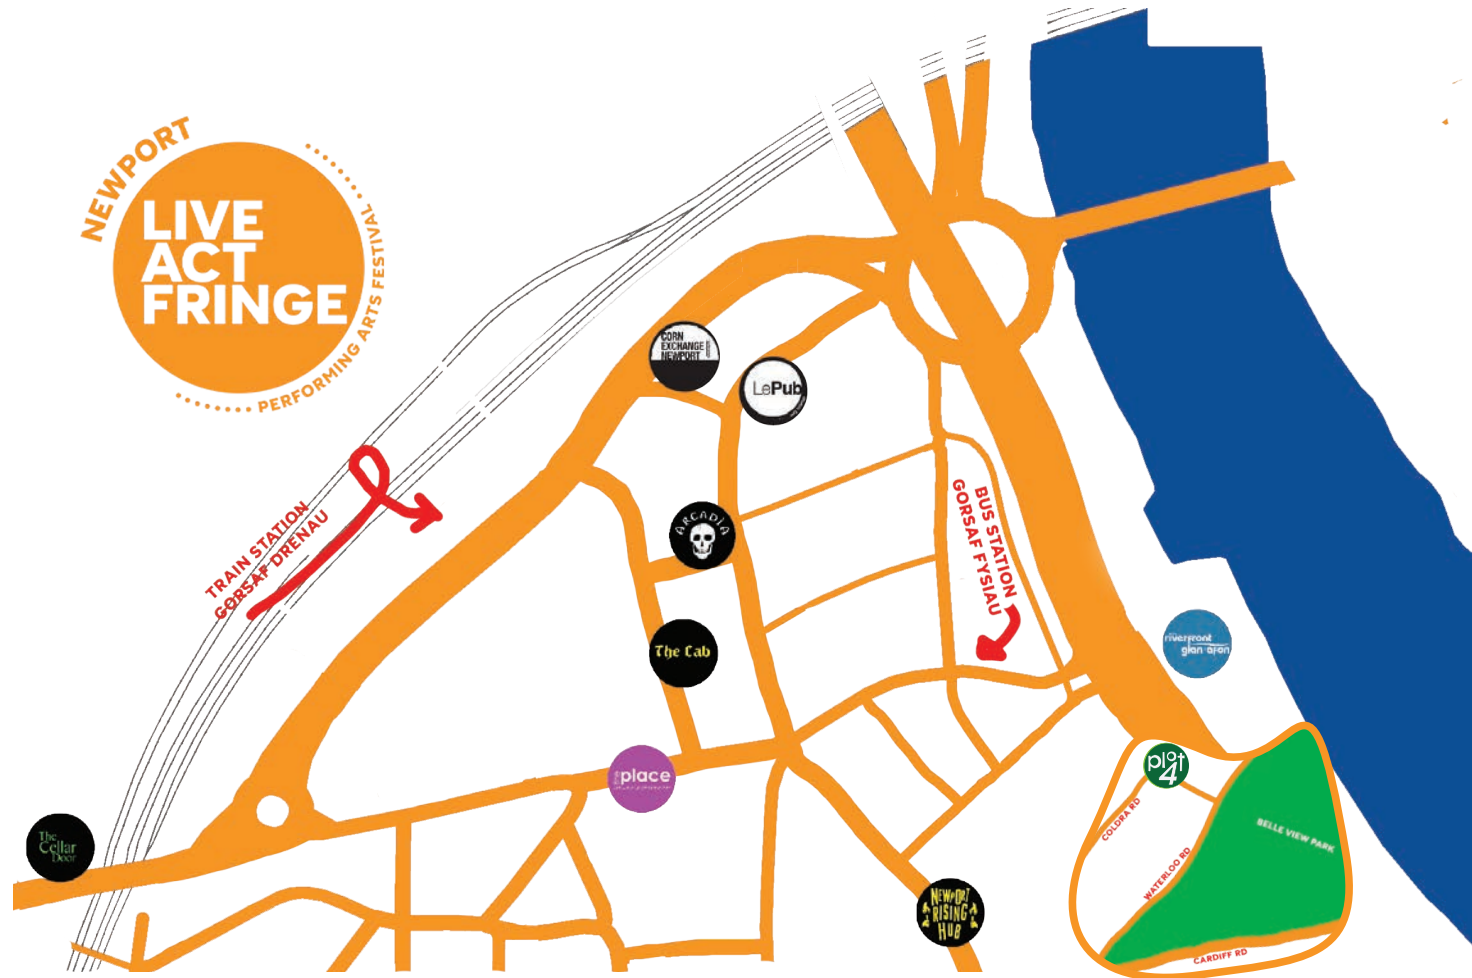 NEWPORT
LIVE
ACT
FRINGE
PERFORMING ARTS FESTIVAL
CORN
EXCHANGE
NEWPORT
LePub
TRAIN STATION
GORSAF DRENAU
ARCADIA
BUS STATION
GORSAF FYSIAU
The Cab
riverfront
glan afon
place
plot
4
The
Cellar
Door
COLDRA RD
BELLE VIEW PARK
WATERLOO RD
NEWPORT
RISING
HUB
CARDIFF RD